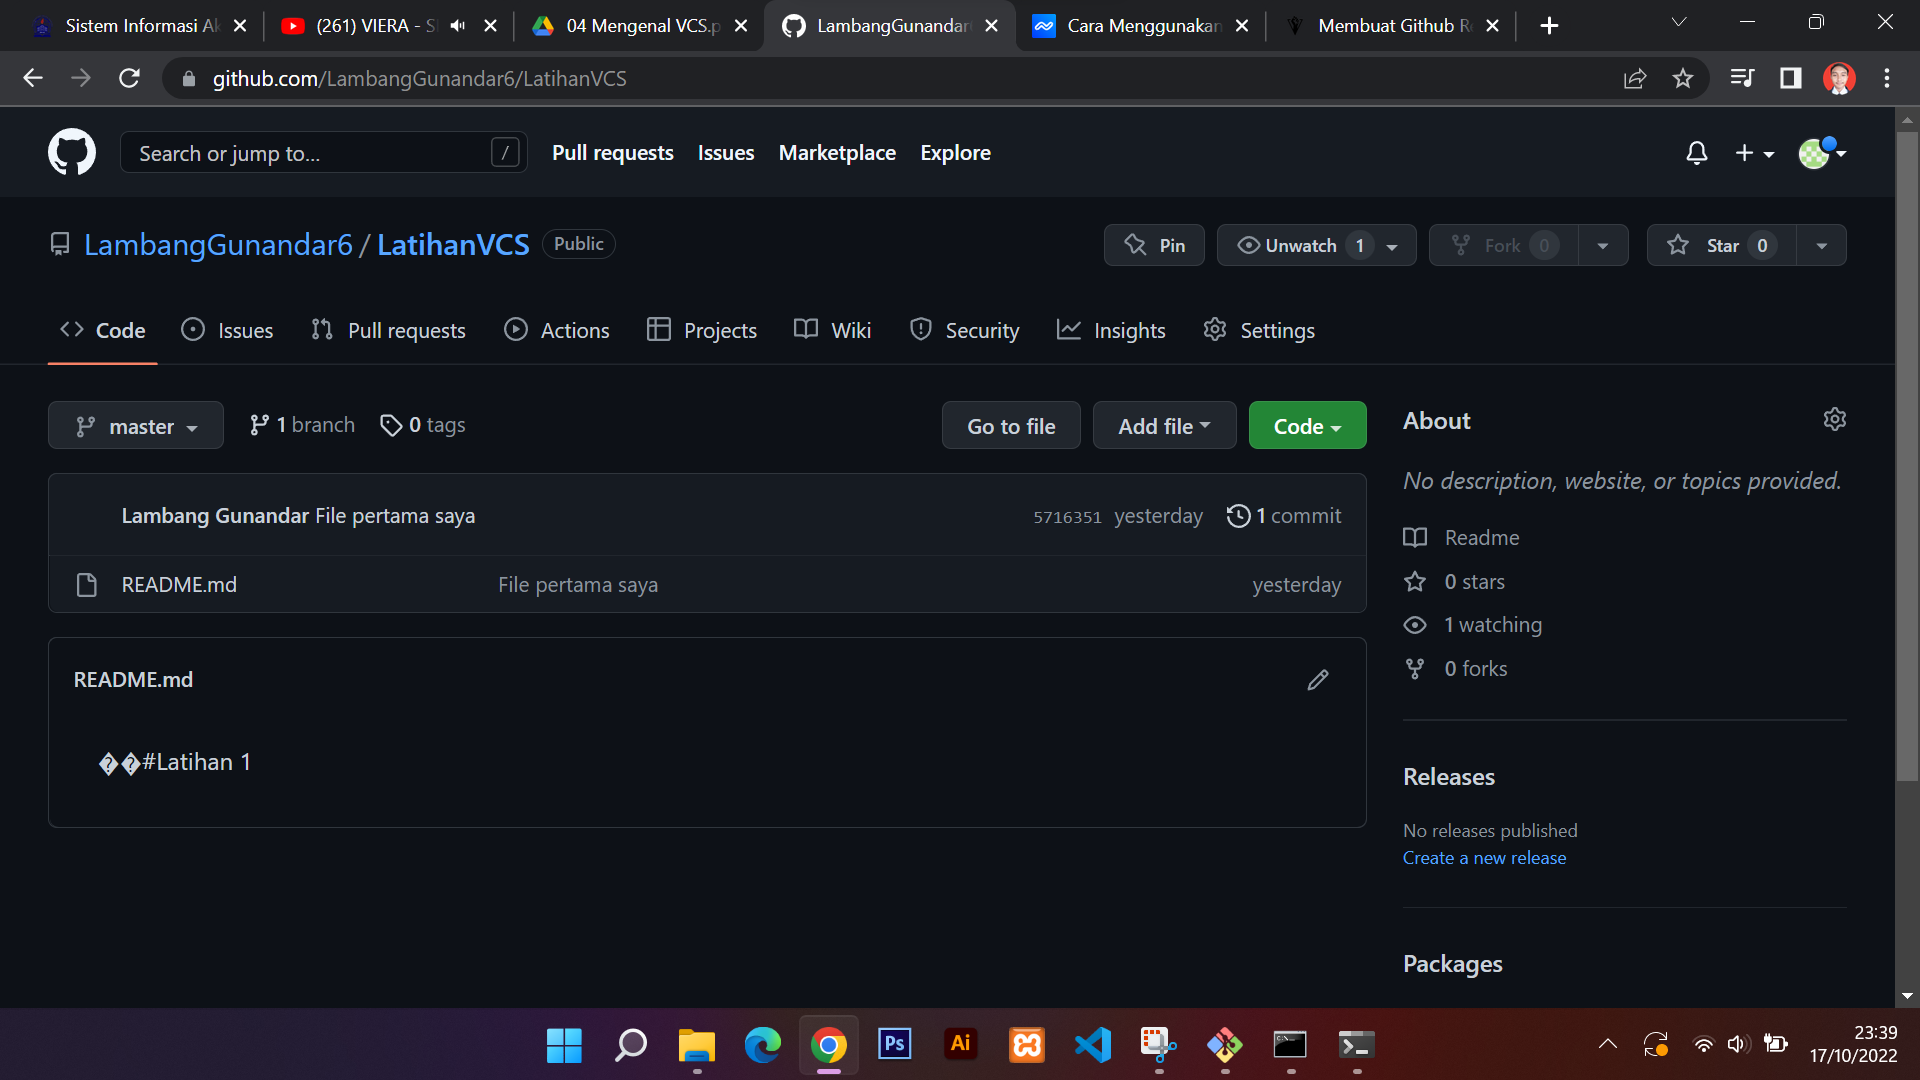 Sistem Informasi Ak
(261) VIERA - S
04 Mengenal VCS.p
LambangGunandar
Cara Menggunakan
Membuat Github Re
github.com/LambangGunandar6/LatihanVCS
Search or jump to...
/
Pull requests
Issues
Marketplace
Explore
LambangGunandar6 / LatihanVCS
Public
Pin
Unwatch 1
Fork 0
Star 0
Code
Issues
Pull requests
Actions
Projects
Wiki
Security
Insights
Settings
master
1 branch
0 tags
Go to file
Add file
Code
Lambang Gunandar File pertama saya
5716351 yesterday
1 commit
README.md
File pertama saya
yesterday
README.md
��#Latihan 1
About
No description, website, or topics provided.
Readme
0 stars
1 watching
0 forks
Releases
No releases published
Create a new release
Packages
Ps
Ai
23:39
17/10/2022